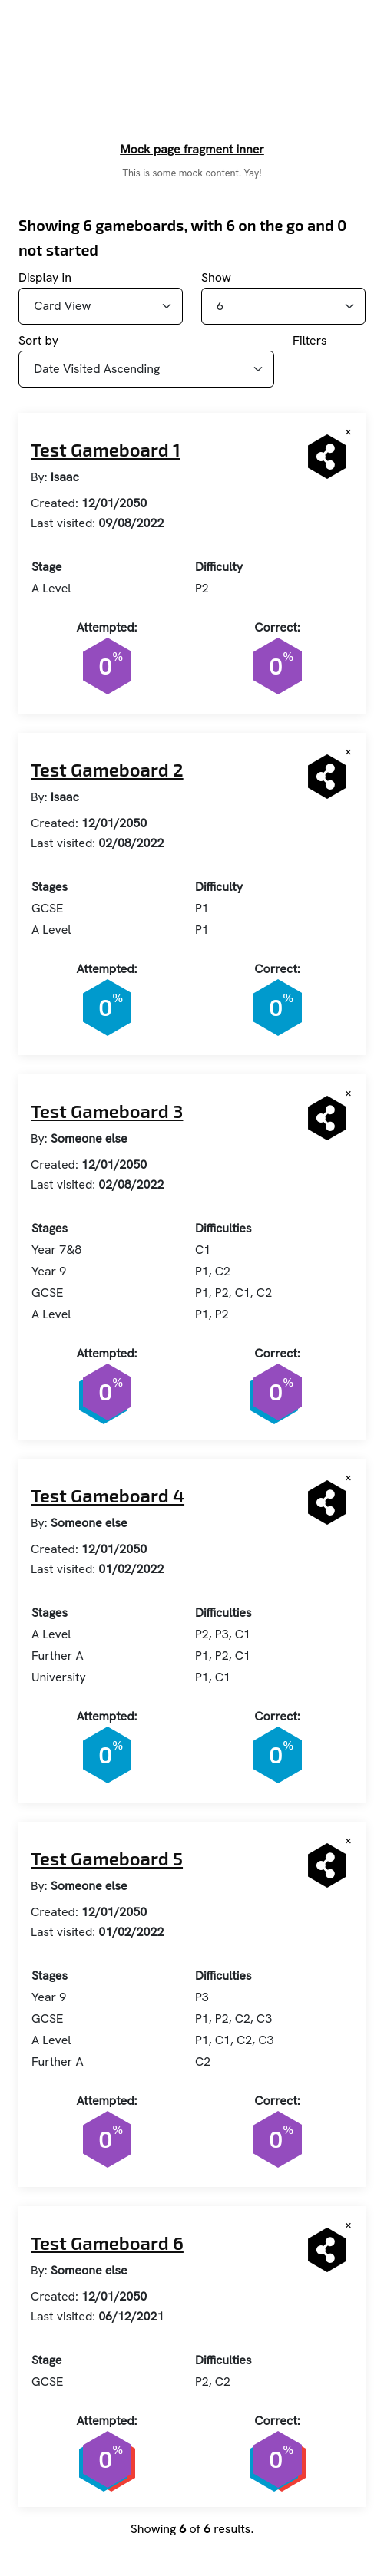 Mock page fragment inner
This is some mock content. Yay!
Showing 6 gameboards, with 6 on the go and 0
not started
Display in
Show
Card View
6
Sort by
Filters
Date Visited Ascending
×
Test Gameboard 1
By: Isaac
Created: 12/01/2050
Last visited: 09/08/2022
Stage Difficulty
A Level P2
Attempted: Correct:
0% 0%
×
Test Gameboard 2
By: Isaac
Created: 12/01/2050
Last visited: 02/08/2022
Stages Difficulty
GCSE P1
A Level P1
Attempted: Correct:
0% 0%
×
Test Gameboard 3
By: Someone else
Created: 12/01/2050
Last visited: 02/08/2022
Stages Difficulties
Year 7&8 C1
Year 9 P1, C2
GCSE P1, P2, C1, C2
A Level P1, P2
Attempted: Correct:
0% 0%
×
Test Gameboard 4
By: Someone else
Created: 12/01/2050
Last visited: 01/02/2022
Stages Difficulties
A Level P2, P3, C1
Further A P1, P2, C1
University P1, C1
Attempted: Correct:
0% 0%
×
Test Gameboard 5
By: Someone else
Created: 12/01/2050
Last visited: 01/02/2022
Stages Difficulties
Year 9 P3
GCSE P1, P2, C2, C3
A Level P1, C1, C2, C3
Further A C2
Attempted: Correct:
0% 0%
×
Test Gameboard 6
By: Someone else
Created: 12/01/2050
Last visited: 06/12/2021
Stage Difficulties
GCSE P2, C2
Attempted: Correct:
0% 0%
Showing 6 of 6 results.